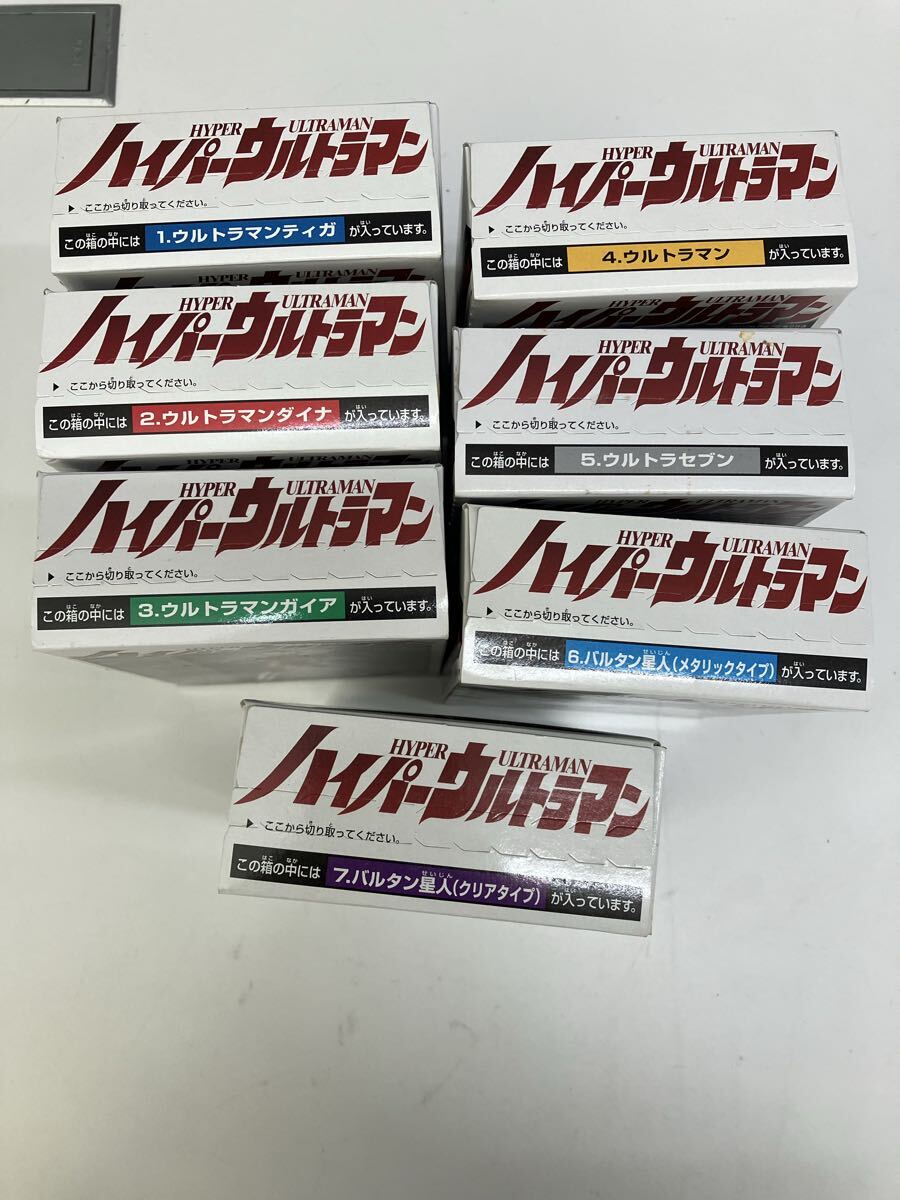 HYPER ULTRAMAN
ハイパーウルトラマン
▶ ここから切り取ってください。
この箱の中には 1.ウルトラマンティガ が入っています。
HYPER ULTRAMAN
HYPER ULTRAMAN
ハイパーウルトラマン
▶ ここから切り取ってください。
この箱の中には 2.ウルトラマンダイナ が入っています。
HYPER ULTRAMAN
ハイパーウルトラマン
▶ ここから切り取ってください。
この箱の中には 3.ウルトラマンガイア が入っています。
HYPER ULTRAMAN
ハイパーウルトラマン
▶ ここから切り取ってください。
この箱の中には 4.ウルトラマン が入っています。
HYPER ULTRAMAN
ハイパーウルトラマン
▶ ここから切り取ってください。
この箱の中には 5.ウルトラセブン が入っています。
HYPER ULTRAMAN
ハイパーウルトラマン
▶ ここから切り取ってください。
この箱の中には 6.バルタン星人(メタリックタイプ) が入っています。
HYPER ULTRAMAN
ハイパーウルトラマン
▶ ここから切り取ってください。
この箱の中には 7.バルタン星人(クリアタイプ) が入っています。